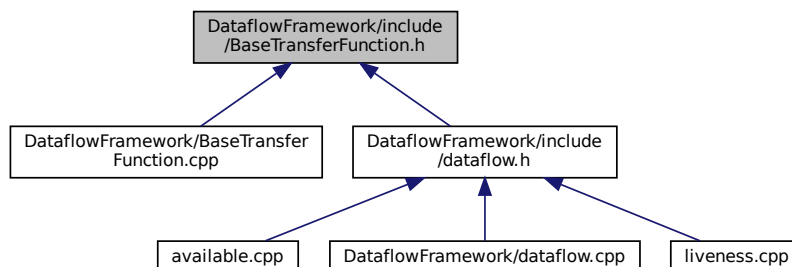 DataflowFramework/include
/BaseTransferFunction.h
DataflowFramework/BaseTransfer
Function.cpp
DataflowFramework/include
/dataflow.h
available.cpp
DataflowFramework/dataflow.cpp
liveness.cpp